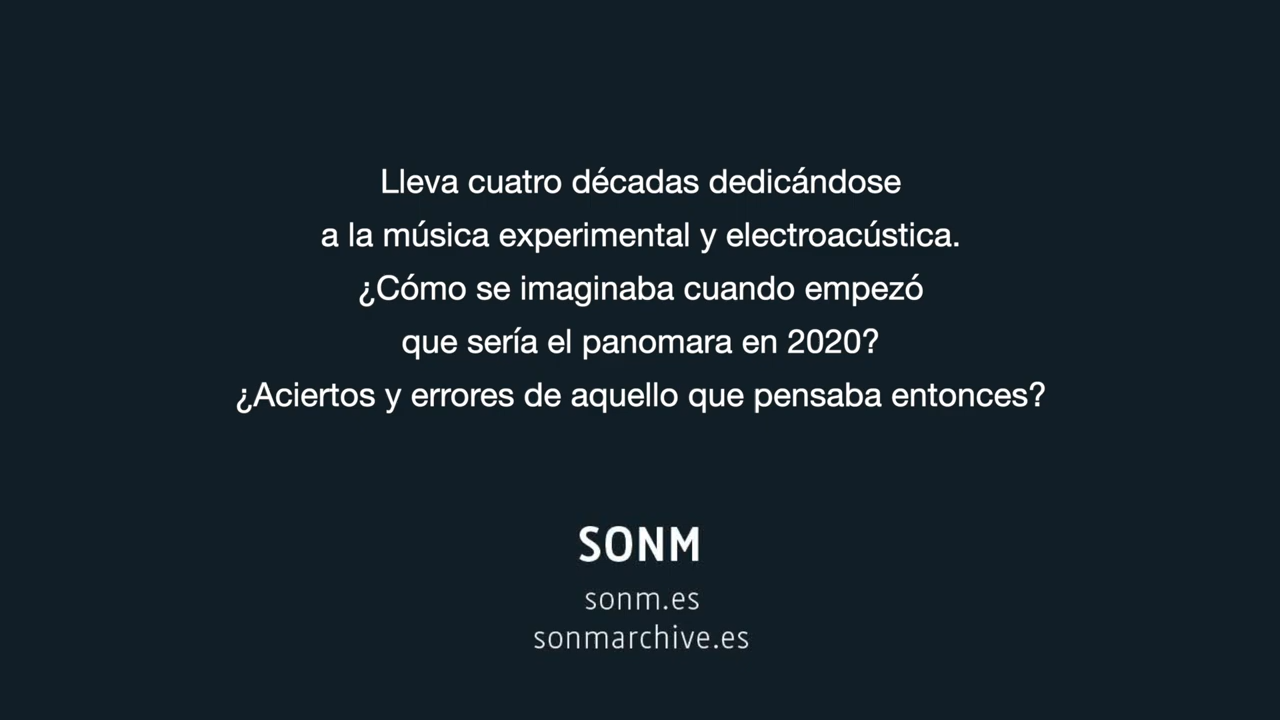 Lleva cuatro décadas dedicándose
a la música experimental y electroacústica.
¿Cómo se imaginaba cuando empezó
que sería el panomara en 2020?
¿Aciertos y errores de aquello que pensaba entonces?
SONM
sonm.es
sonmarchive.es